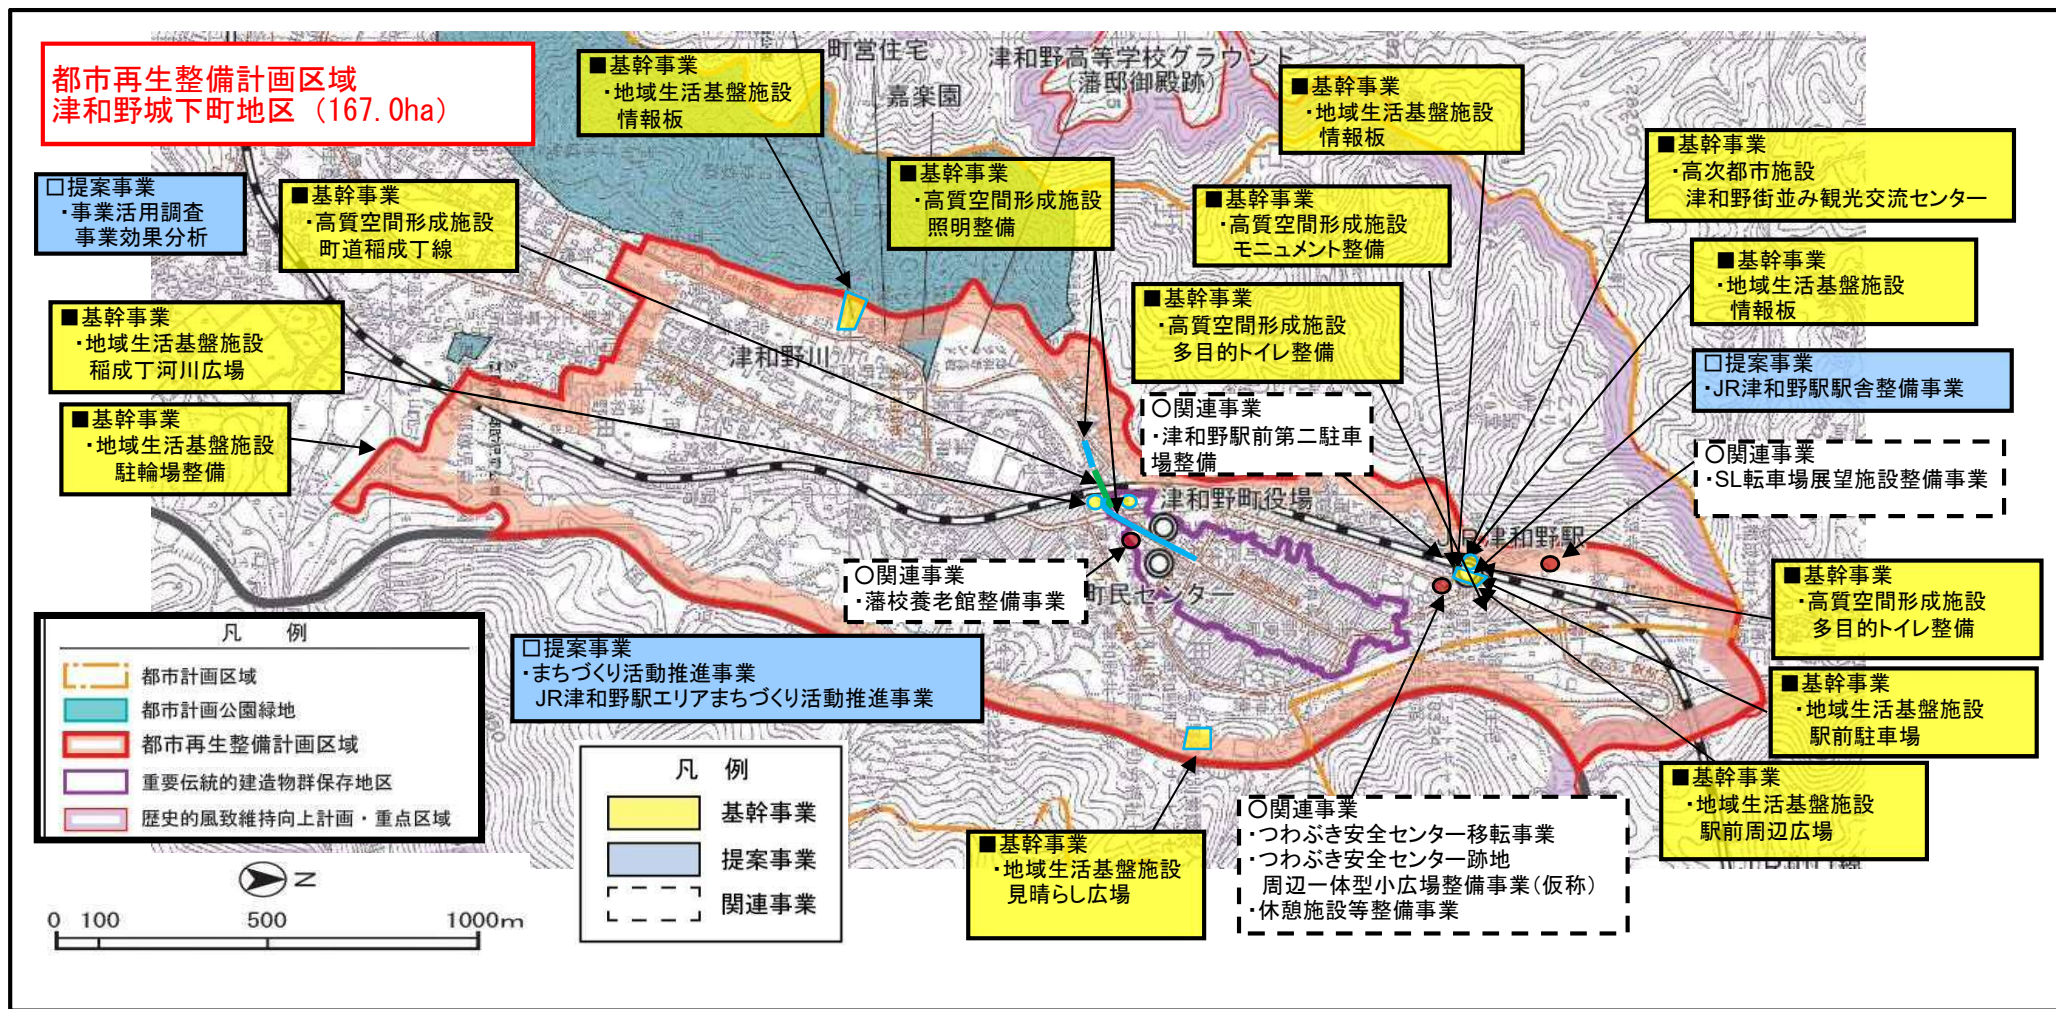 都市再生整備計画区域
津和野城下町地区（167.0ha）
■基幹事業
・地域生活基盤施設
情報板
町営住宅
嘉楽園
津和野高等学校グラウンド
（藩邸御殿跡）
■基幹事業
・地域生活基盤施設
情報板
■基幹事業
・高次都市施設
津和野街並み観光交流センター
□提案事業
・事業活用調査
事業効果分析
■基幹事業
・高質空間形成施設
町道稲成丁線
■基幹事業
・高質空間形成施設
照明整備
■基幹事業
・高質空間形成施設
モニュメント整備
■基幹事業
・地域生活基盤施設
情報板
■基幹事業
・地域生活基盤施設
稲成丁河川広場
■基幹事業
・高質空間形成施設
多目的トイレ整備
□提案事業
・JR津和野駅駅舎整備事業
津和野川
■基幹事業
・地域生活基盤施設
駐輪場整備
○関連事業
・津和野駅前第二駐車
場整備
○関連事業
・SL転車場展望施設整備事業
津和野町役場
JR津和野駅
○関連事業
・藩校養老館整備事業
町民センター
■基幹事業
・高質空間形成施設
多目的トイレ整備
□提案事業
・まちづくり活動推進事業
JR津和野駅エリアまちづくり活動推進事業
■基幹事業
・地域生活基盤施設
駅前駐車場
■基幹事業
・地域生活基盤施設
駅前周辺広場
○関連事業
・つわぶき安全センター移転事業
・つわぶき安全センター跡地
周辺一体型小広場整備事業（仮称）
・休憩施設等整備事業
■基幹事業
・地域生活基盤施設
見晴らし広場
凡　例
都市計画区域
都市計画公園緑地
都市再生整備計画区域
重要伝統的建造物群保存地区
歴史的風致維持向上計画・重点区域
凡　例
基幹事業
提案事業
関連事業
N
0 100 500 1000m